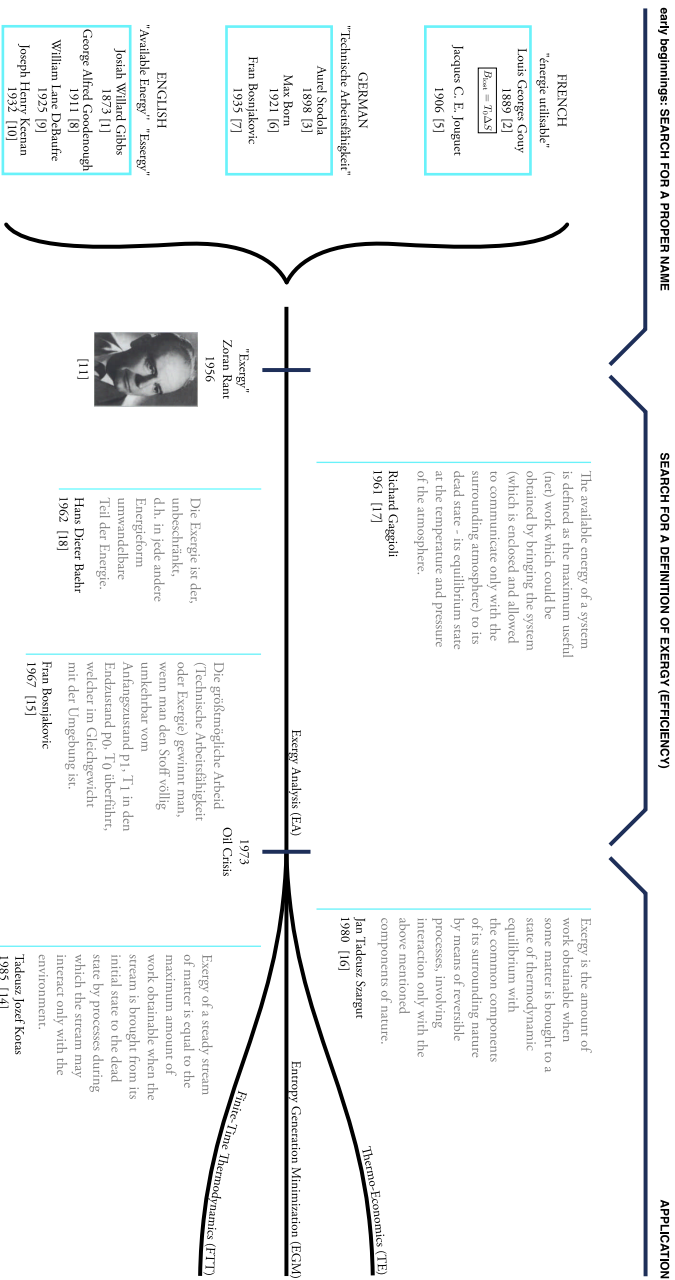 early beginnings: SEARCH FOR A PROPER NAME
SEARCH FOR A DEFINITION OF EXERGY (EFFICIENCY)
APPLICATION
FRENCH
"énergie utilisable"
Louis Georges Gouy
1889 [2]
B_lost = T_0ΔS
Jacques C. E. Jouguet
1906 [5]
GERMAN
"Technische Arbeitsfähigkeit"
Aurel Stodola
1898 [3]
Max Born
1921 [6]
Fran Bosnjakovic
1935 [7]
ENGLISH
"Available Energy" "Essergy"
Josiah Willard Gibbs
1873 [1]
George Alfred Goodenough
1911 [8]
William Lane DeBaufre
1925 [9]
Joseph Henry Keenan
1932 [10]
"Exergy"
Zoran Rant
1956
[11]
The available energy of a system
is defined as the maximum useful
(net) work which could be
obtained by bringing the system
(which is enclosed and allowed
to communicate only with the
surrounding atmosphere) to its
dead state - its equilibrium state
at the temperature and pressure
of the atmosphere.
Richard Gaggioli
1961 [17]
Die Exergie ist der,
unbeschränkt,
d.h. in jede andere
Energieform
umwandelbare
Teil der Energie.
Hans Dieter Baehr
1962 [18]
Die größtmögliche Arbeid
(Technische Arbeitsfähigkeit
oder Exergie) gewinnt man,
wenn man den Stoff völlig
umkehrbar vom
Anfangszustand p1, T1 in den
Endzustand p0, T0 überführt,
welcher im Gleichgewicht
mit der Umgebung ist.
Fran Bosnjakovic
1967 [15]
Exergy Analysis (EA)
1973
Oil Crisis
Exergy is the amount of
work obtainable when
some matter is brought to a
state of thermodynamic
equilibrium with
the common components
of its surrounding nature
by means of reversible
processes, involving
interaction only with the
above mentioned
components of nature.
Jan Tadeusz Szargut
1980 [16]
Exergy of a steady stream
of matter is equal to the
maximum amount of
work obtainable when the
stream is brought from its
initial state to the dead
state by processes during
which the stream may
interact only with the
environment.
Tadeusz Jozef Kotas
1985 [14]
Thermo-Economics (TE)
Entropy Generation Minimization (EGM)
Finite-Time Thermodynamics (FTT)